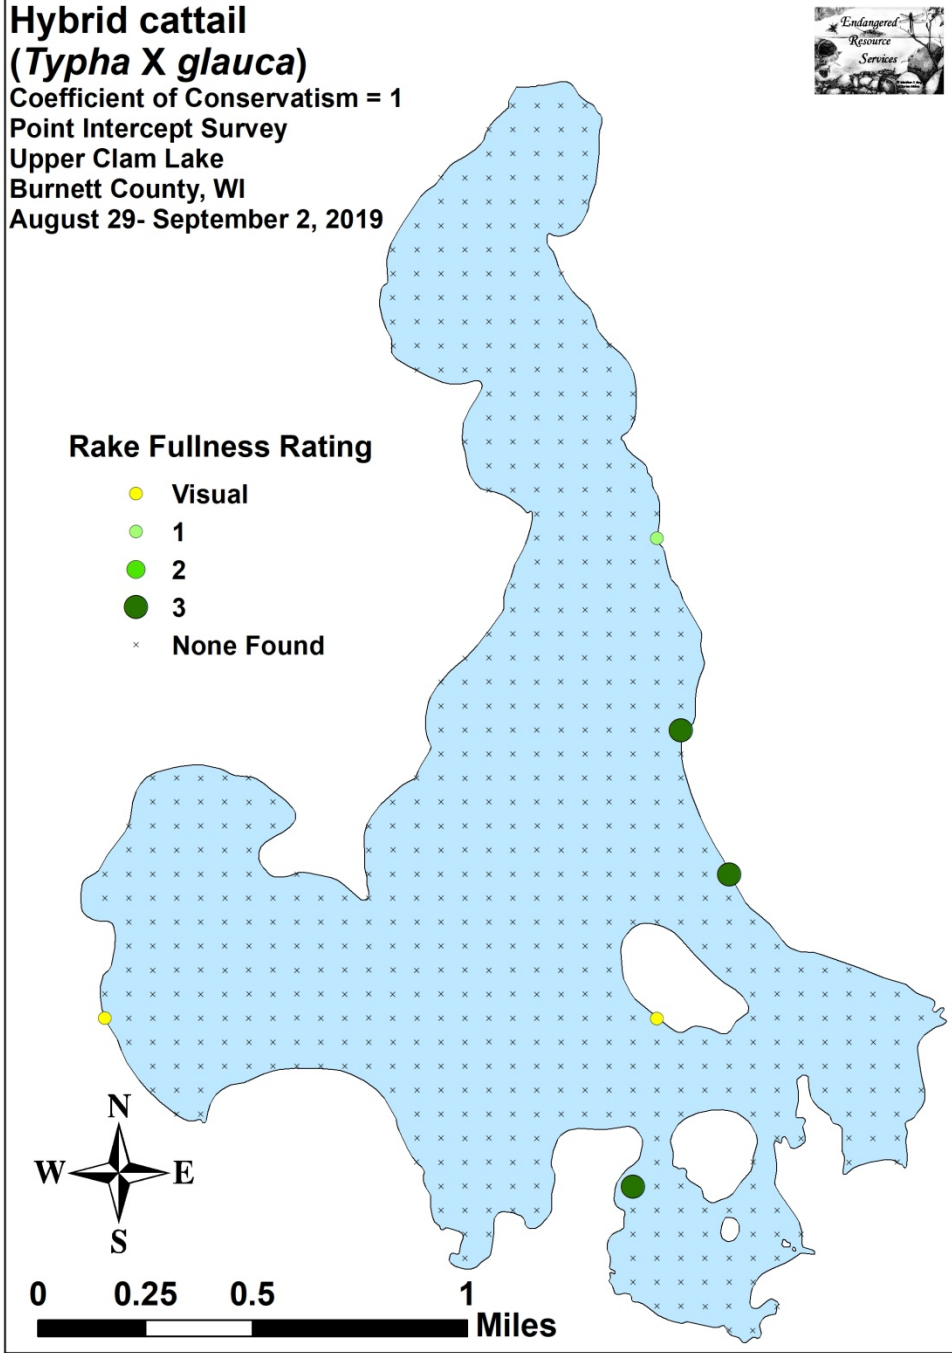 Hybrid cattail
(Typha X glauca)
Coefficient of Conservatism = 1
Point Intercept Survey
Upper Clam Lake
Burnett County, WI
August 29- September 2, 2019
Endangered
Resource
Services
Rake Fullness Rating
Visual
1
2
3
None Found
N
W E
S
0 0.25 0.5 1
Miles